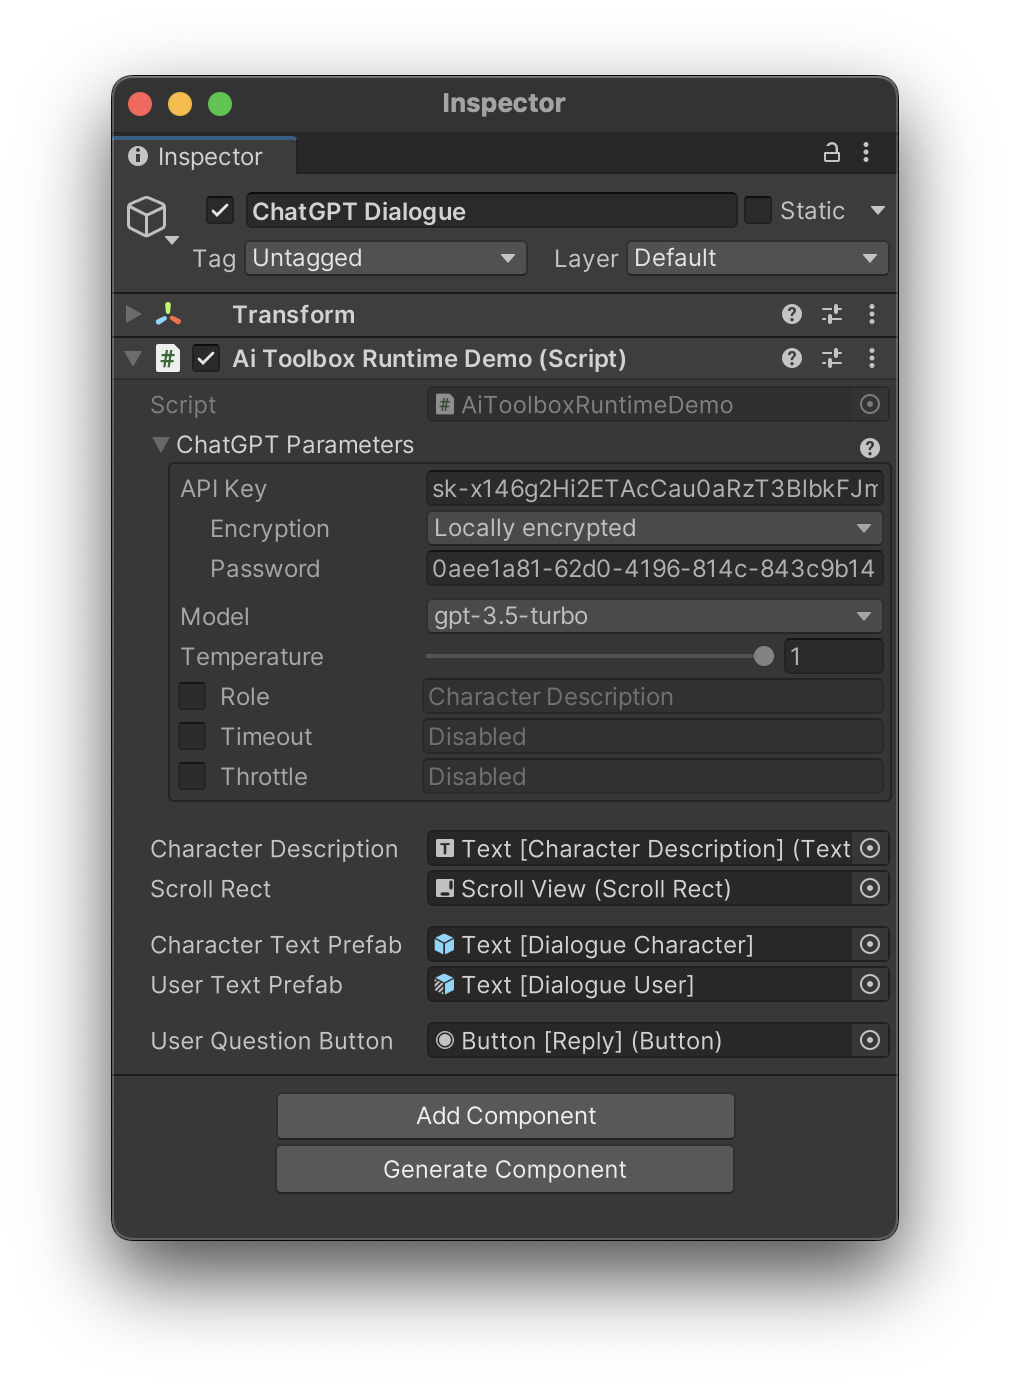 Inspector
Inspector
ChatGPT Dialogue Static
Tag Untagged Layer Default
Transform
# Ai Toolbox Runtime Demo (Script)
Script # AiToolboxRuntimeDemo
ChatGPT Parameters
API Key sk-x146g2Hi2ETAcCau0aRzT3BlbkFJm
Encryption Locally encrypted
Password 0aee1a81-62d0-4196-814c-843c9b14
Model gpt-3.5-turbo
Temperature 1
Role Character Description
Timeout Disabled
Throttle Disabled
Character Description T Text [Character Description] (Text
Scroll Rect Scroll View (Scroll Rect)
Character Text Prefab Text [Dialogue Character]
User Text Prefab Text [Dialogue User]
User Question Button Button [Reply] (Button)
Add Component
Generate Component